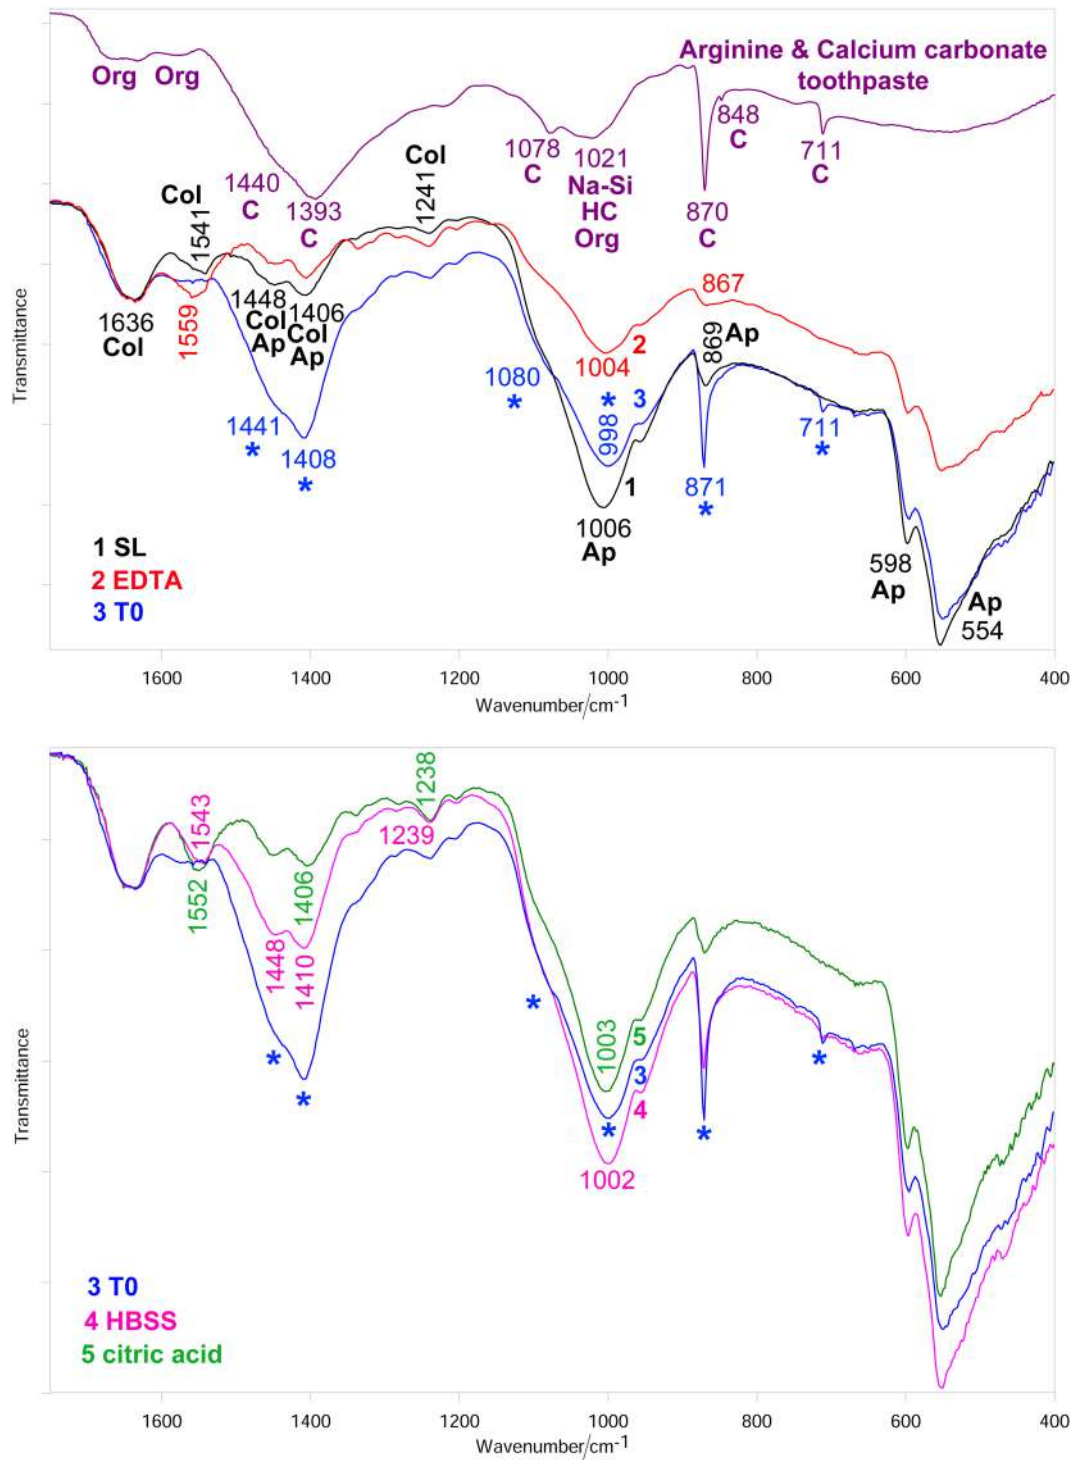 Arginine & Calcium carbonate
toothpaste
Org Org
848
C
1078
C
1021
Na-Si
HC
Org
711
C
Col
1241
Col
1541
1440
C
1393
C
870
C
1636
Col
1559
1448
Col
Ap
1406
Col
Ap
867
869
Ap
1004
2
1080
*
*
3
998
1441
*
1408
*
711
*
871
*
1
1006
Ap
598
Ap
Ap
554
1 SL
2 EDTA
3 T0
Transmittance
1600 1400 1200 1000 800 600 400
Wavenumber/cm-1
1238
1543
1239
1552
1406
1448
1410
*
*
*
1003
5
3
4
*
*
*
1002
3 T0
4 HBSS
5 citric acid
Transmittance
1600 1400 1200 1000 800 600 400
Wavenumber/cm-1